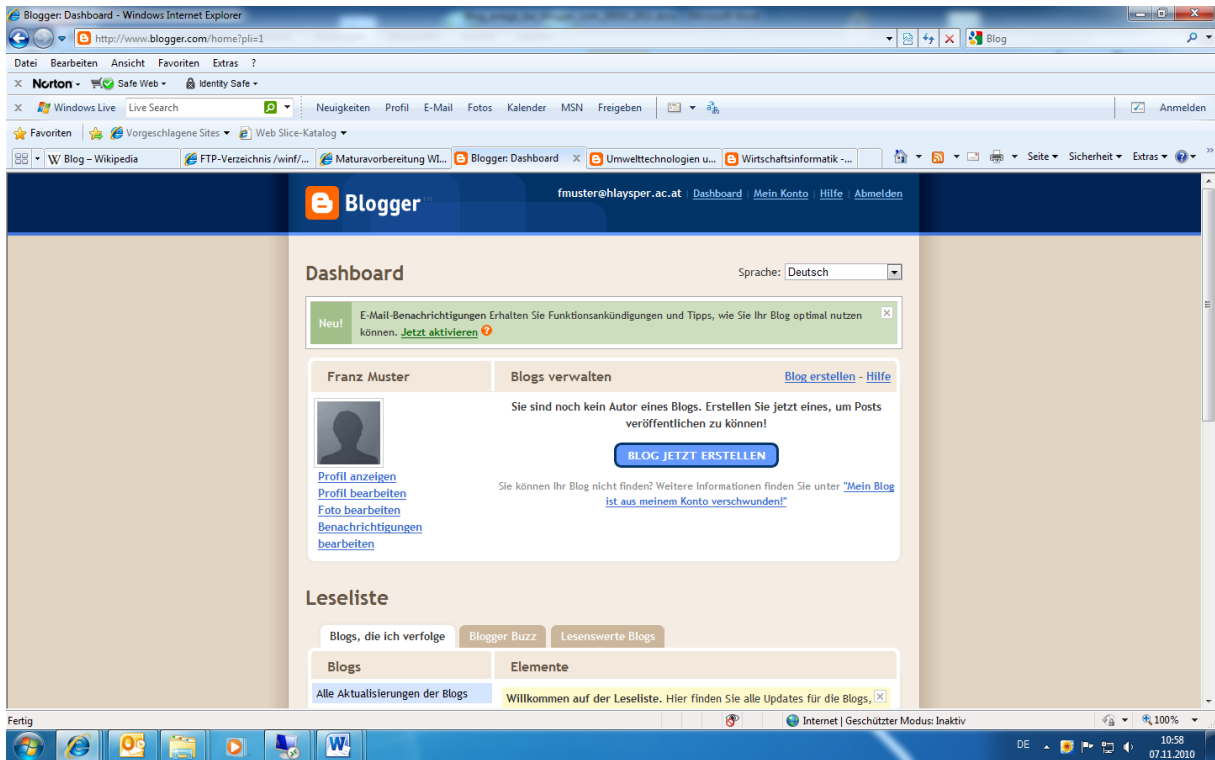 Blogger: Dashboard - Windows Internet Explorer
http://www.blogger.com/home?pli=1
Blog
Datei Bearbeiten Ansicht Favoriten Extras ?
x Norton - Safe Web - Identity Safe -
x Windows Live Live Search Neuigkeiten Profil E-Mail Fotos Kalender MSN Freigeben Anmelden
Favoriten Vorgeschlagene Sites Web Slice-Katalog
W Blog – Wikipedia FTP-Verzeichnis /winf/... Maturavorbereitung WI... Blogger: Dashboard x Umwelttechnologien u... Wirtschaftsinformatik -... Seite Sicherheit Extras »
Blogger™ fmuster@hlaysper.ac.at | Dashboard | Mein Konto | Hilfe | Abmelden
Dashboard
Sprache: Deutsch
Neu! E-Mail-Benachrichtigungen Erhalten Sie Funktionsankündigungen und Tipps, wie Sie Ihr Blog optimal nutzen
können. Jetzt aktivieren ?
Franz Muster
Blogs verwalten Blog erstellen - Hilfe
Sie sind noch kein Autor eines Blogs. Erstellen Sie jetzt eines, um Posts
veröffentlichen zu können!
BLOG JETZT ERSTELLEN
Sie können Ihr Blog nicht finden? Weitere Informationen finden Sie unter "Mein Blog
ist aus meinem Konto verschwunden!"
Profil anzeigen
Profil bearbeiten
Foto bearbeiten
Benachrichtigungen
bearbeiten
Leseliste
Blogs, die ich verfolge Blogger Buzz Lesenswerte Blogs
Blogs Elemente
Alle Aktualisierungen der Blogs
Willkommen auf der Leseliste. Hier finden Sie alle Updates für die Blogs,
Fertig Internet | Geschützter Modus: Inaktiv 100%
DE 10:58
07.11.2010